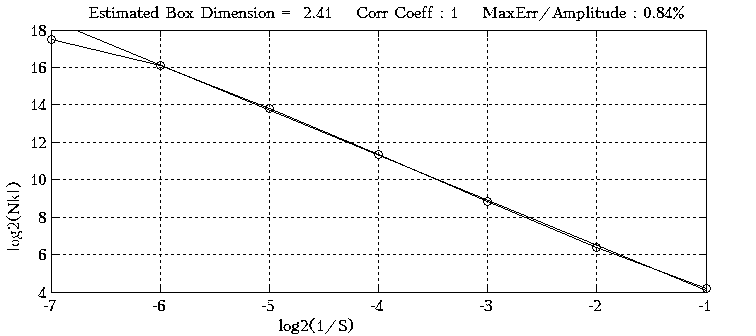 Estimated Box Dimension = 2.41 Corr Coeff : 1 MaxErr/Amplitude : 0.84%
18
16
14
12
10
8
6
4
log2(Nk)
-7 -6 -5 -4 -3 -2 -1
log2(1/S)